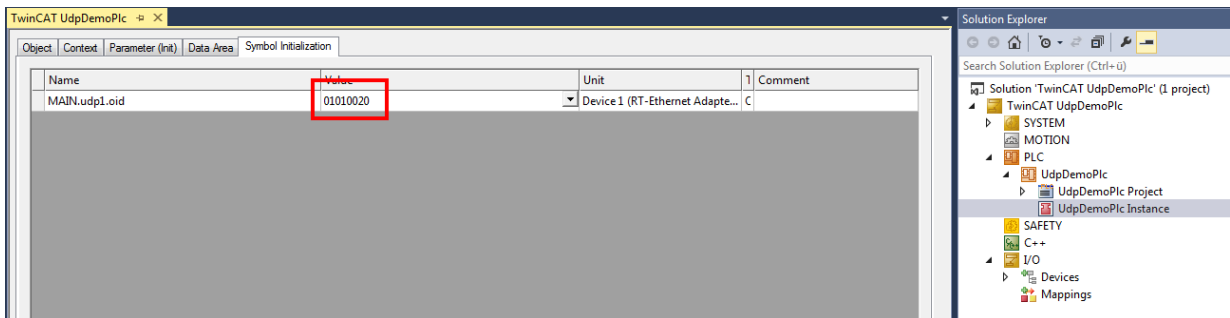 TwinCAT UdpDemoPlc
Object Context Parameter (Init) Data Area Symbol Initialization
Name Value Unit T Comment
MAIN.udp1.oid 01010020 Device 1 (RT-Ethernet Adapte... C
Solution Explorer
Search Solution Explorer (Ctrl+ü)
Solution 'TwinCAT UdpDemoPlc' (1 project)
TwinCAT UdpDemoPlc
SYSTEM
MOTION
PLC
UdpDemoPlc
UdpDemoPlc Project
UdpDemoPlc Instance
SAFETY
C++
I/O
Devices
Mappings